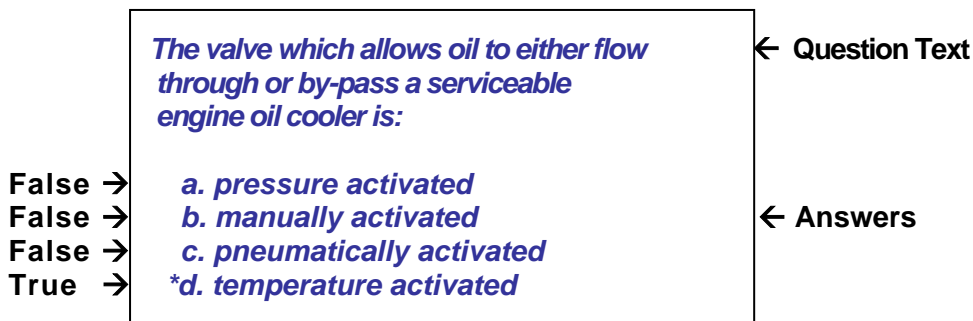 The valve which allows oil to either flow ← Question Text
through or by-pass a serviceable
engine oil cooler is:
False → a. pressure activated
False → b. manually activated ← Answers
False → c. pneumatically activated
True → *d. temperature activated